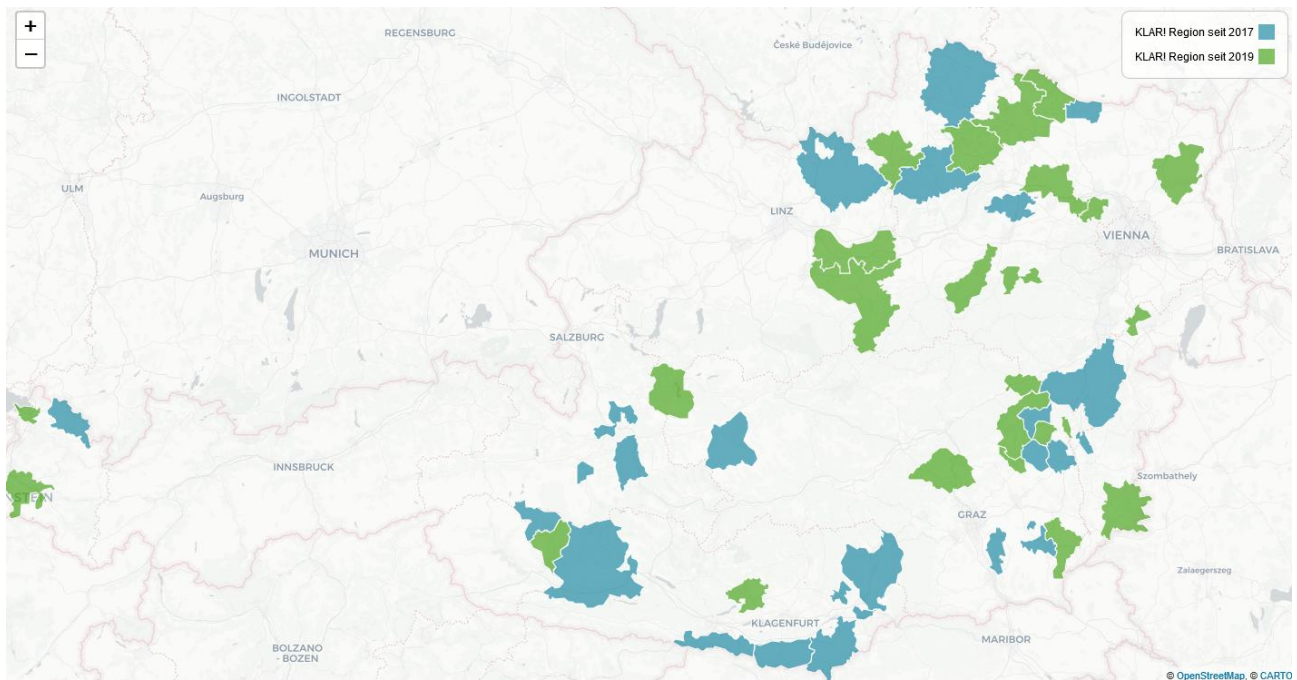 +
−
KLAR! Region seit 2017
KLAR! Region seit 2019
REGENSBURG
České Budějovice
INGOLSTADT
ULM
Augsburg
LINZ
MUNICH
VIENNA
BRATISLAVA
SALZBURG
INNSBRUCK
Szombathely
STEIN
GRAZ
Zalaegerszeg
KLAGENFURT
MARIBOR
BOLZANO
- BOZEN
© OpenStreetMap, © CARTO